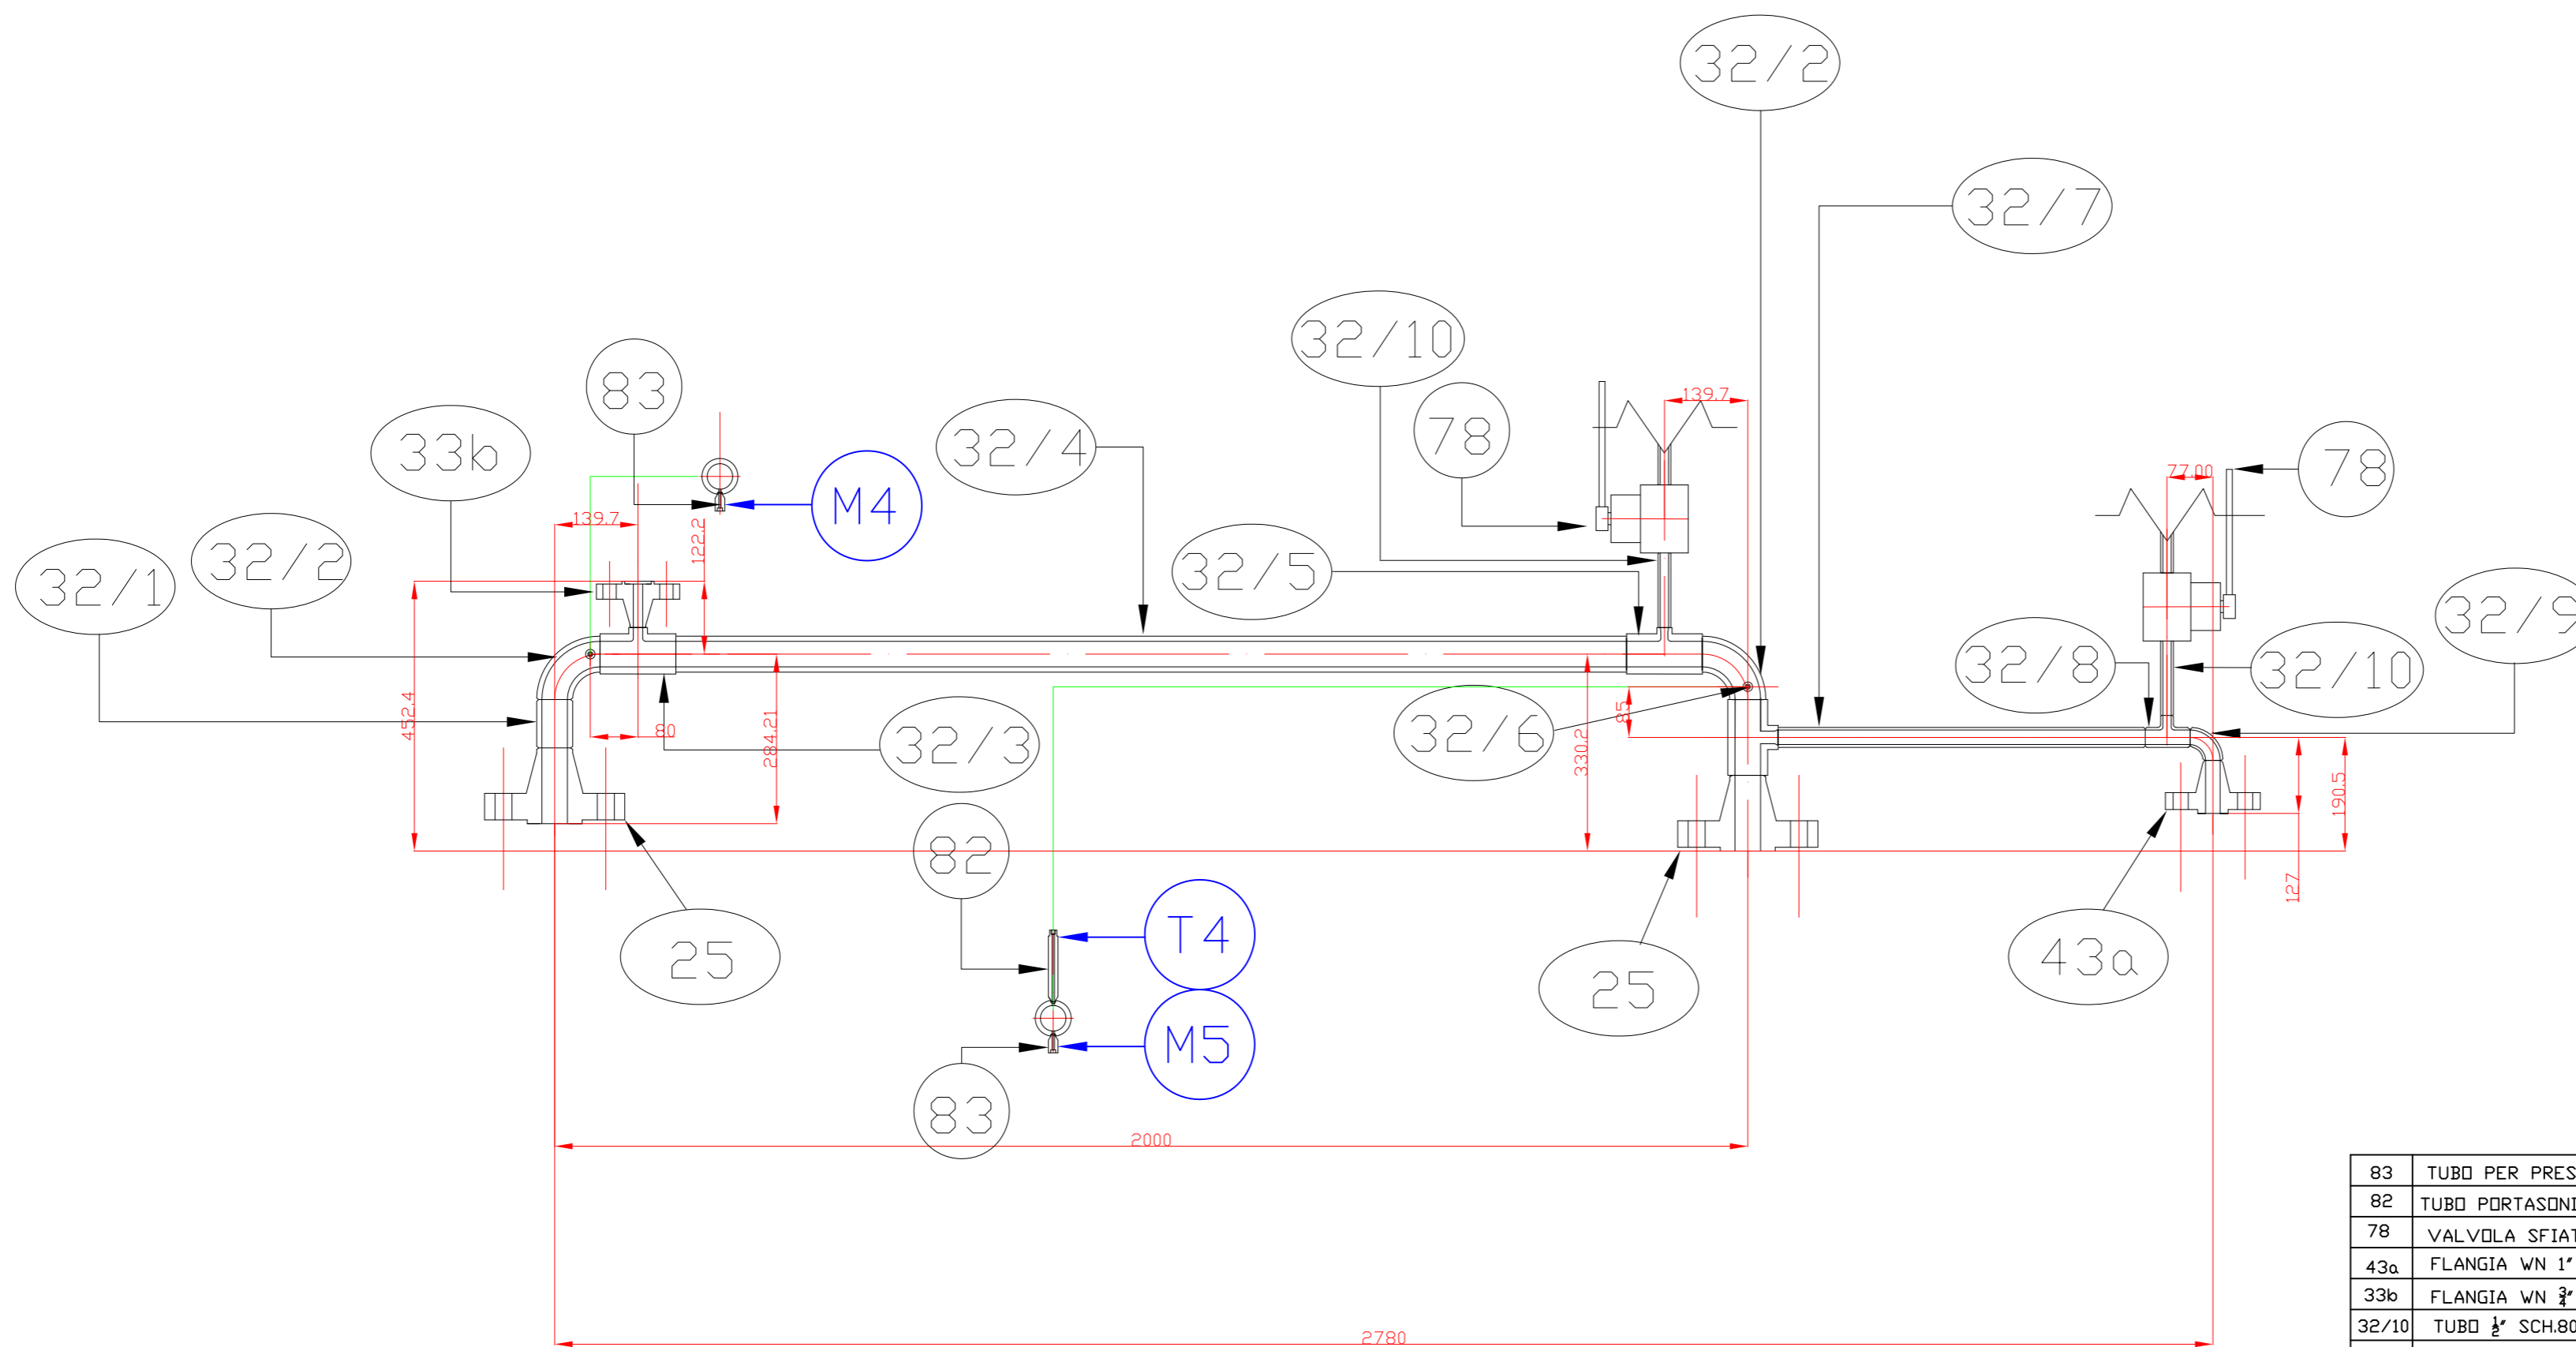 32/2
32/7
32/10
83
78
139.7
33b
32/4
M4
77.00
78
139.7
122.2
32/2
32/5
32/1
32/9
32/8
32/10
452.4
80
284.21
32/3
32/6
85
330.2
190.5
82
127
25
T4
25
43a
M5
83
2000
2780
83 TUBO PER PRES
82 TUBO PORTASON
78 VALVOLA SFIAT
43a FLANGIA WN 1"
33b FLANGIA WN ¾"
32/10 TUBO ½" SCH.80